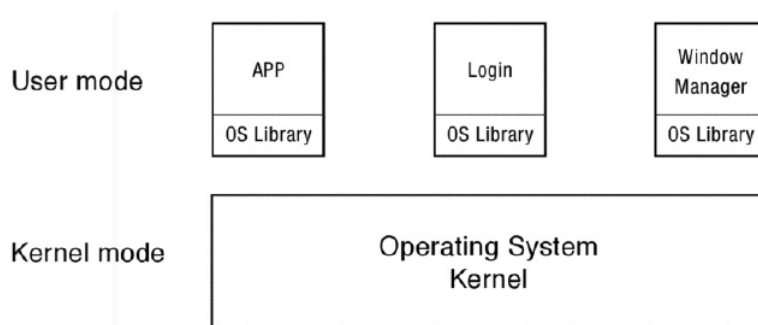 User mode
APP
OS Library
Login
OS Library
Window
Manager
OS Library
Kernel mode
Operating System
Kernel